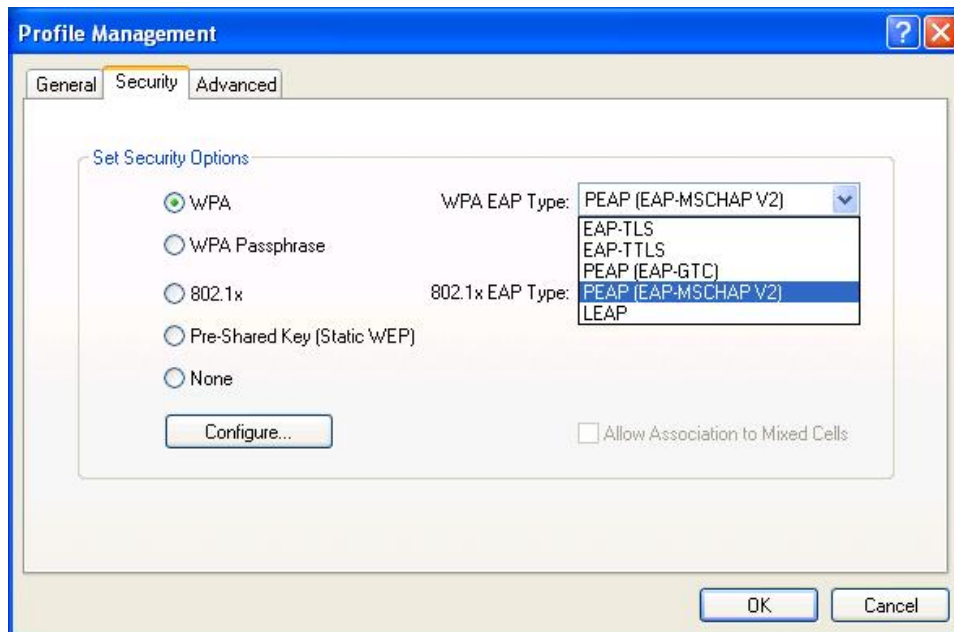 Profile Management
General Security Advanced
Set Security Options
WPA WPA EAP Type: PEAP (EAP-MSCHAP V2)
EAP-TLS
WPA Passphrase EAP-TTLS
PEAP (EAP-GTC)
802.1x 802.1x EAP Type: PEAP (EAP-MSCHAP V2)
LEAP
Pre-Shared Key (Static WEP)
None
Configure... Allow Association to Mixed Cells
OK Cancel